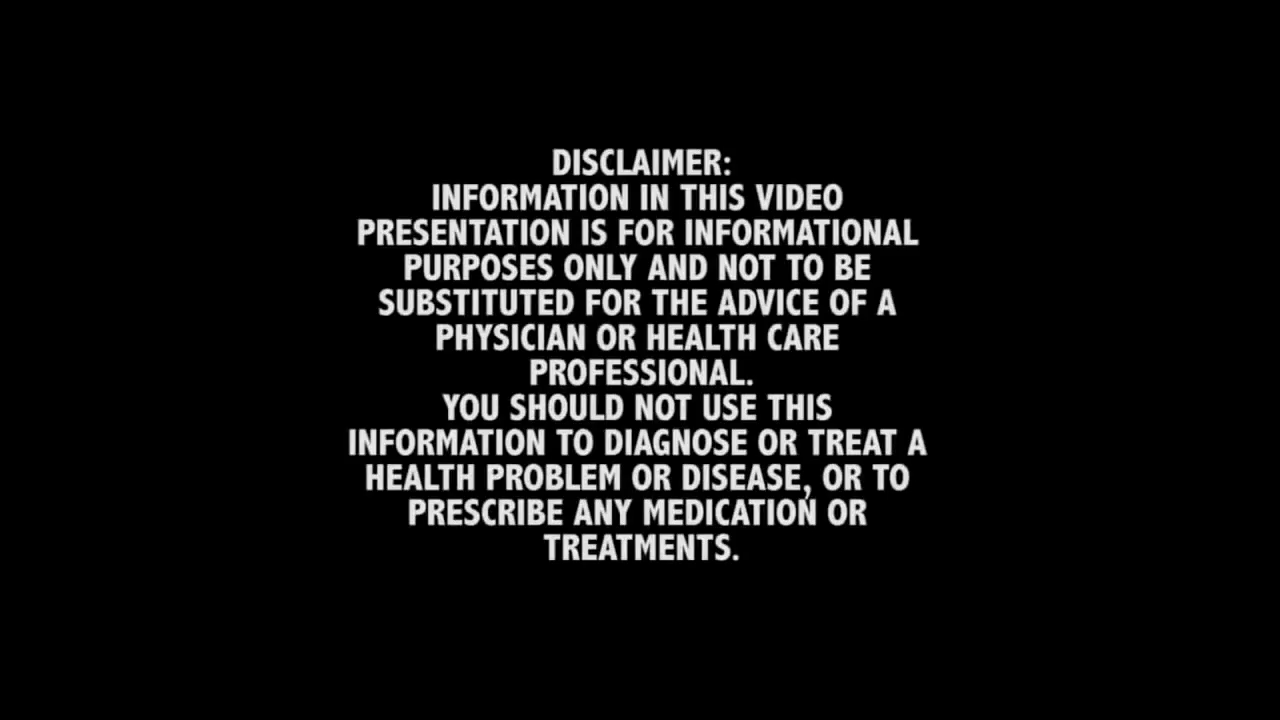 DISCLAIMER:
INFORMATION IN THIS VIDEO
PRESENTATION IS FOR INFORMATIONAL
PURPOSES ONLY AND NOT TO BE
SUBSTITUTED FOR THE ADVICE OF A
PHYSICIAN OR HEALTH CARE
PROFESSIONAL.
YOU SHOULD NOT USE THIS
INFORMATION TO DIAGNOSE OR TREAT A
HEALTH PROBLEM OR DISEASE, OR TO
PRESCRIBE ANY MEDICATION OR
TREATMENTS.